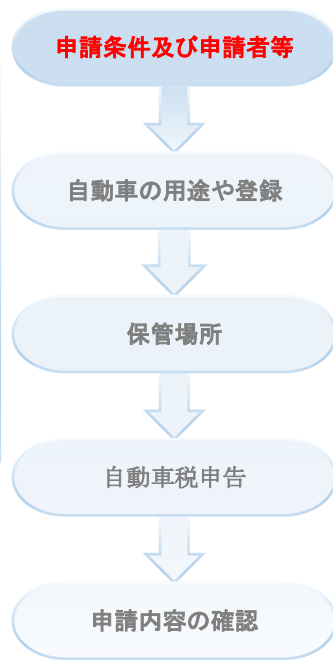 申請条件及び申請者等
自動車の用途や登録
保管場所
自動車税申告
申請内容の確認